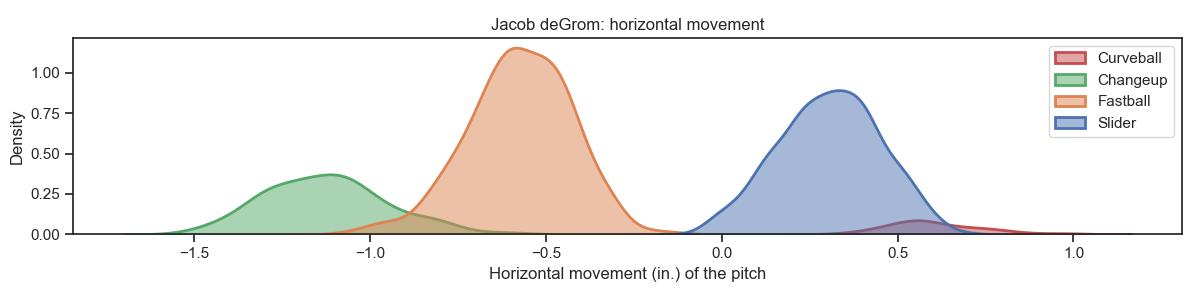 Jacob deGrom: horizontal movement
Density
1.00
0.75
0.50
0.25
0.00
Curveball
Changeup
Fastball
Slider
−1.5
−1.0
−0.5
0.0
0.5
1.0
Horizontal movement (in.) of the pitch